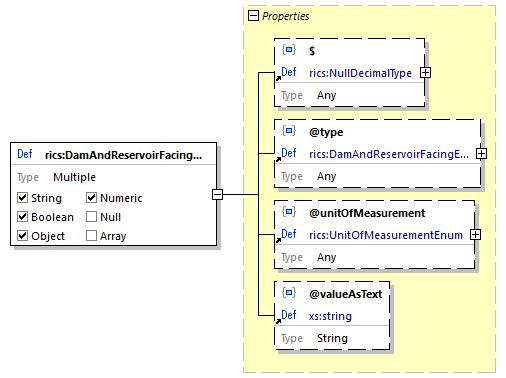 Properties
{} $
Def rics:NullDecimalType
Type Any
{} @type
Def rics:DamAndReservoirFacingE...
Type Any
Def rics:DamAndReservoirFacing...
Type Multiple
String Numeric
Boolean Null
Object Array
{} @unitOfMeasurement
Def rics:UnitOfMeasurementEnum
Type Any
{} @valueAsText
Def xs:string
Type String